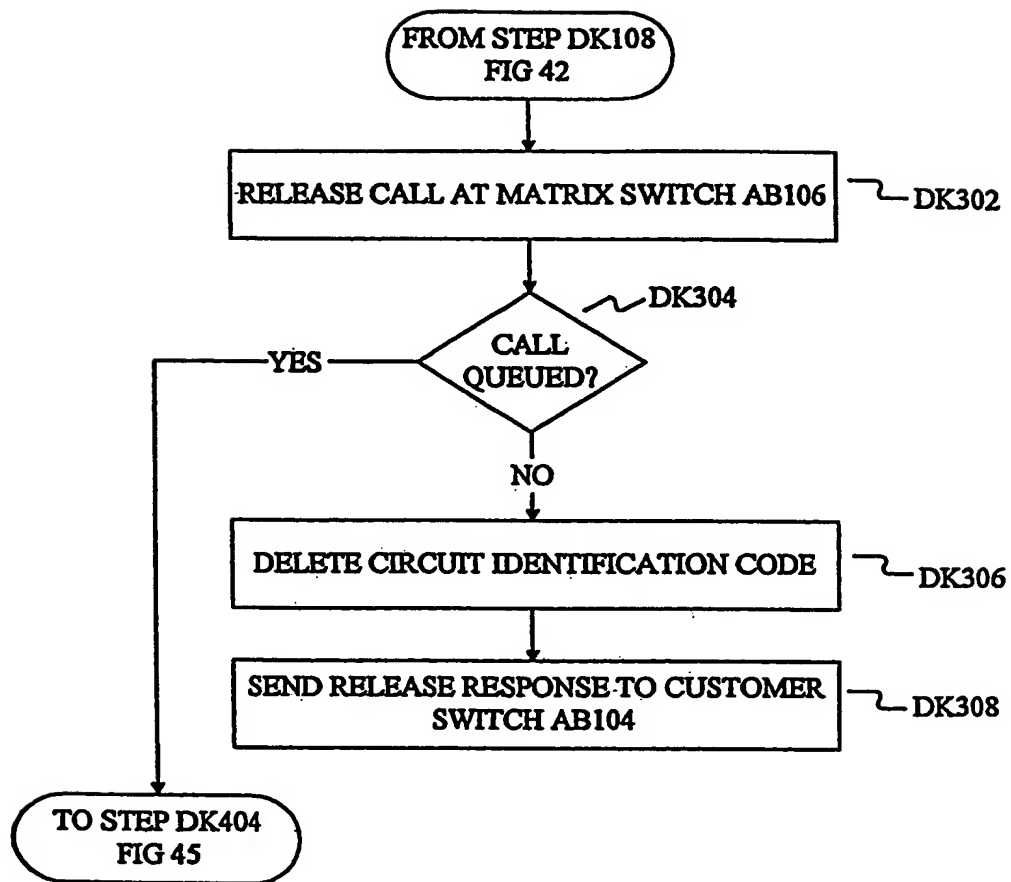 FROM STEP DK108
FIG 42
RELEASE CALL AT MATRIX SWITCH AB106
DK302
DK304
CALL
QUEUED?
YES
NO
DELETE CIRCUIT IDENTIFICATION CODE
DK306
SEND RELEASE RESPONSE TO CUSTOMER
SWITCH AB104
DK308
TO STEP DK404
FIG 45